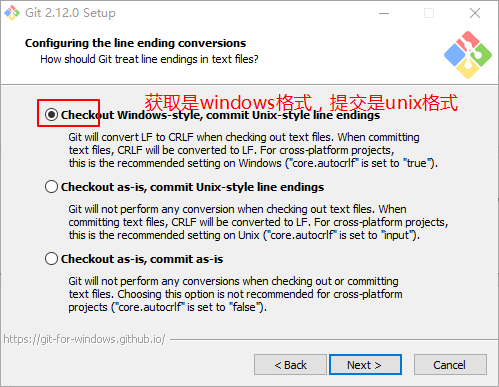 Git 2.12.0 Setup
Configuring the line ending conversions
How should Git treat line endings in text files?
获取是windows格式，提交是unix格式
Checkout Windows-style, commit Unix-style line endings
Git will convert LF to CRLF when checking out text files. When committing
text files, CRLF will be converted to LF. For cross-platform projects,
this is the recommended setting on Windows ("core.autocrlf" is set to "true").
Checkout as-is, commit Unix-style line endings
Git will not perform any conversion when checking out text files. When
committing text files, CRLF will be converted to LF. For cross-platform projects,
this is the recommended setting on Unix ("core.autocrlf" is set to "input").
Checkout as-is, commit as-is
Git will not perform any conversions when checking out or committing
text files. Choosing this option is not recommended for cross-platform
projects ("core.autocrlf" is set to "false").
https://git-for-windows.github.io/
< Back
Next >
Cancel